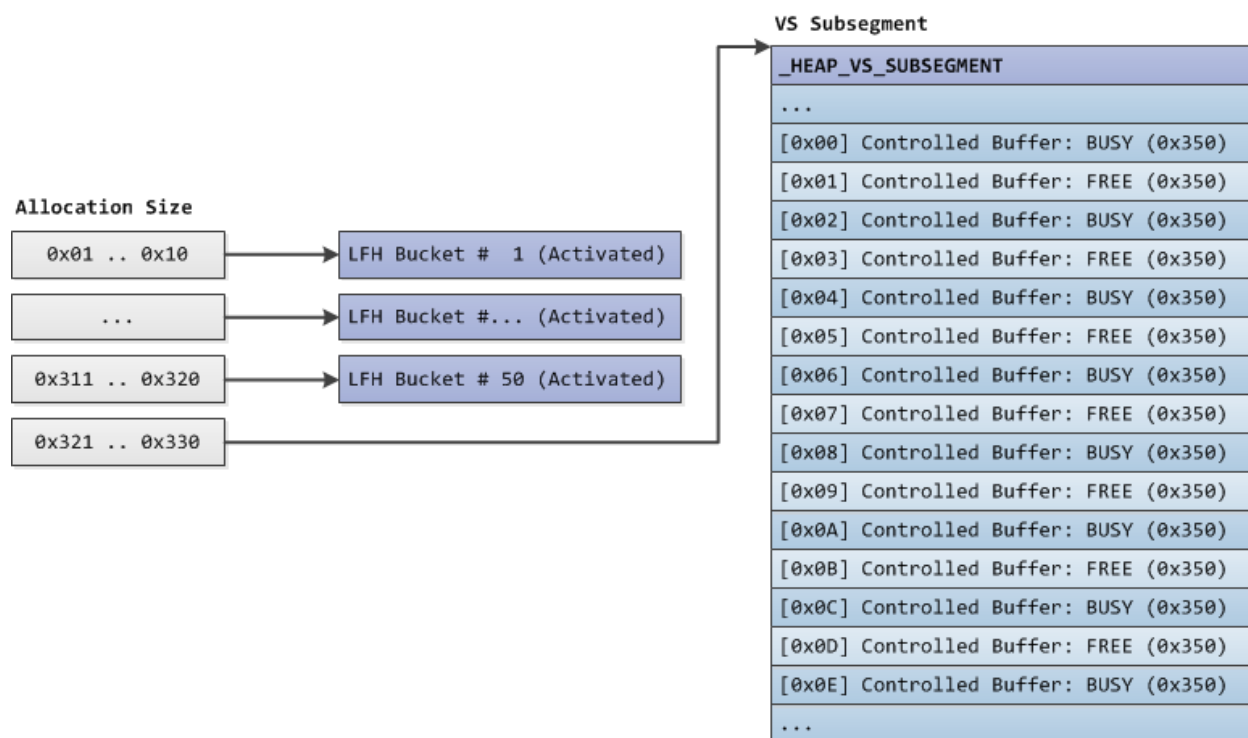 VS Subsegment
_HEAP_VS_SUBSEGMENT
...
[0x00] Controlled Buffer: BUSY (0x350)
[0x01] Controlled Buffer: FREE (0x350)
[0x02] Controlled Buffer: BUSY (0x350)
[0x03] Controlled Buffer: FREE (0x350)
[0x04] Controlled Buffer: BUSY (0x350)
[0x05] Controlled Buffer: FREE (0x350)
[0x06] Controlled Buffer: BUSY (0x350)
[0x07] Controlled Buffer: FREE (0x350)
[0x08] Controlled Buffer: BUSY (0x350)
[0x09] Controlled Buffer: FREE (0x350)
[0x0A] Controlled Buffer: BUSY (0x350)
[0x0B] Controlled Buffer: FREE (0x350)
[0x0C] Controlled Buffer: BUSY (0x350)
[0x0D] Controlled Buffer: FREE (0x350)
[0x0E] Controlled Buffer: BUSY (0x350)
...
Allocation Size
0x01 .. 0x10
LFH Bucket # 1 (Activated)
...
LFH Bucket #... (Activated)
0x311 .. 0x320
LFH Bucket # 50 (Activated)
0x321 .. 0x330